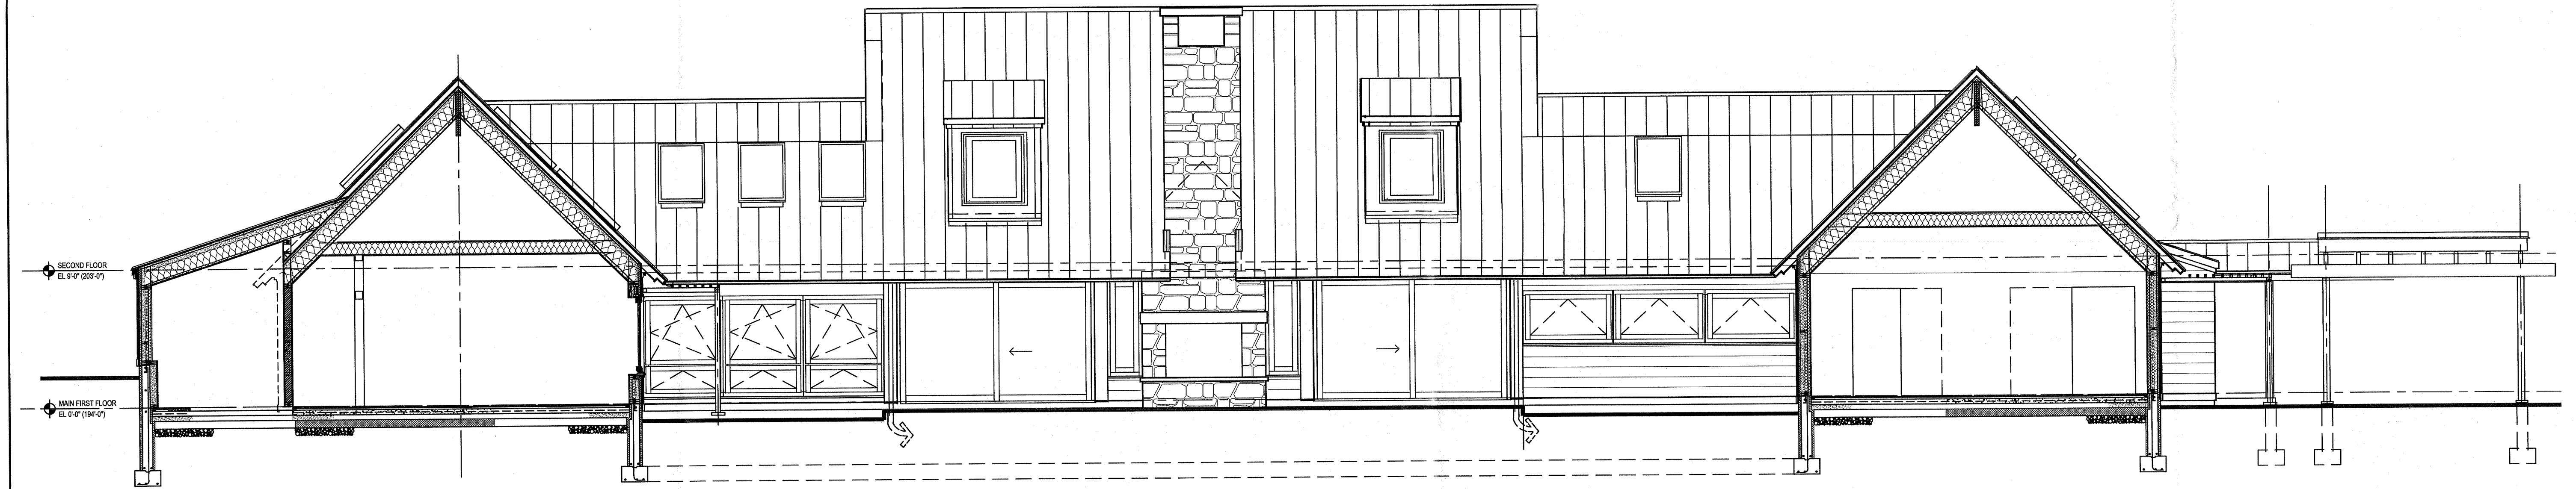 SECOND FLOOR
EL 9'-0" (203'-0")
MAIN FIRST FLOOR
EL 0'-0" (194'-0")